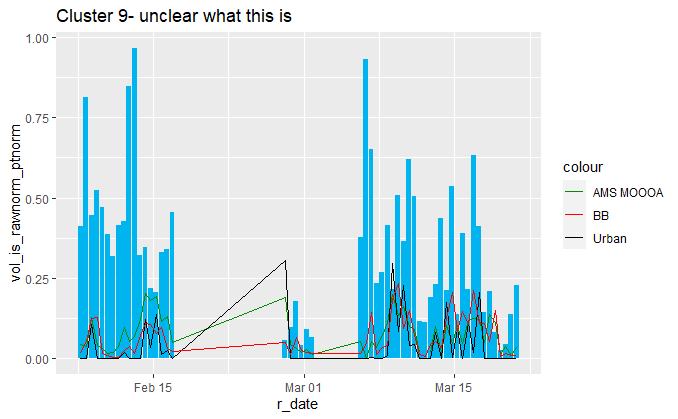 Cluster 9- unclear what this is
1.00
0.75
0.50
0.25
0.00
vol_is_rawnorm_ptnorm
Feb 15
Mar 01
Mar 15
r_date
colour
AMS MOOOA
BB
Urban